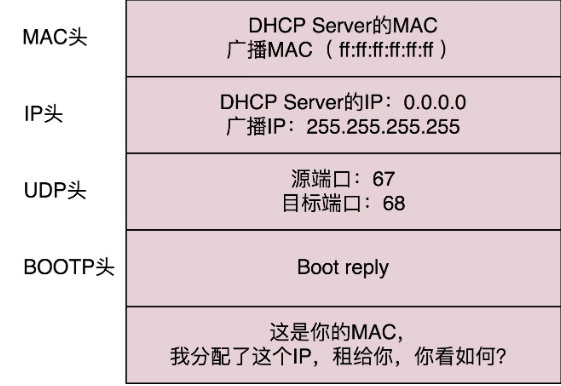 MAC头
DHCP Server的MAC
广播MAC（ff:ff:ff:ff:ff:ff）
IP头
DHCP Server的IP：0.0.0.0
广播IP：255.255.255.255
UDP头
源端口：67
目标端口：68
BOOTP头
Boot reply
这是你的MAC，
我分配了这个IP，租给你，你看如何？